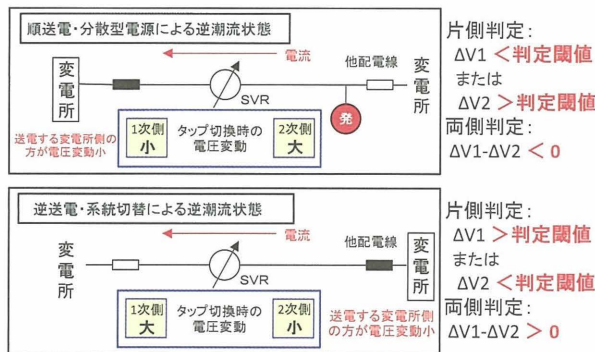 順送電・分散型電源による逆潮流状態
電流
他配電線
変電所
SVR
変電所
発
送電する変電所側の
方が電圧変動小
1次側
小
タップ切換時の
電圧変動
2次側
大
片側判定:
ΔV1 <判定閾値
または
ΔV2 >判定閾値
両側判定:
ΔV1-ΔV2 < 0
逆送電・系統切替による逆潮流状態
電流
他配電線
変電所
SVR
変電所
1次側
大
タップ切換時の
電圧変動
2次側
小
送電する変電所側
の方が電圧変動小
片側判定:
ΔV1 >判定閾値
または
ΔV2 <判定閾値
両側判定:
ΔV1-ΔV2 > 0